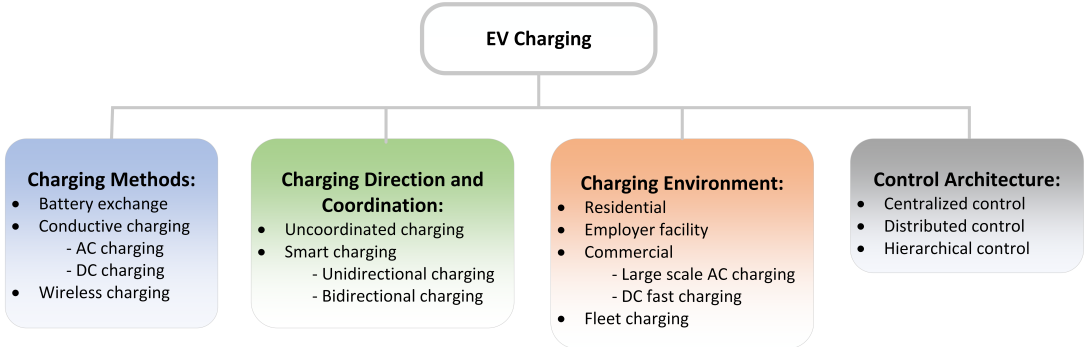 EV Charging
Charging Methods:
• Battery exchange
• Conductive charging
- AC charging
- DC charging
• Wireless charging
Charging Direction and
Coordination:
• Uncoordinated charging
• Smart charging
- Unidirectional charging
- Bidirectional charging
Charging Environment:
• Residential
• Employer facility
• Commercial
- Large scale AC charging
- DC fast charging
• Fleet charging
Control Architecture:
• Centralized control
• Distributed control
• Hierarchical control